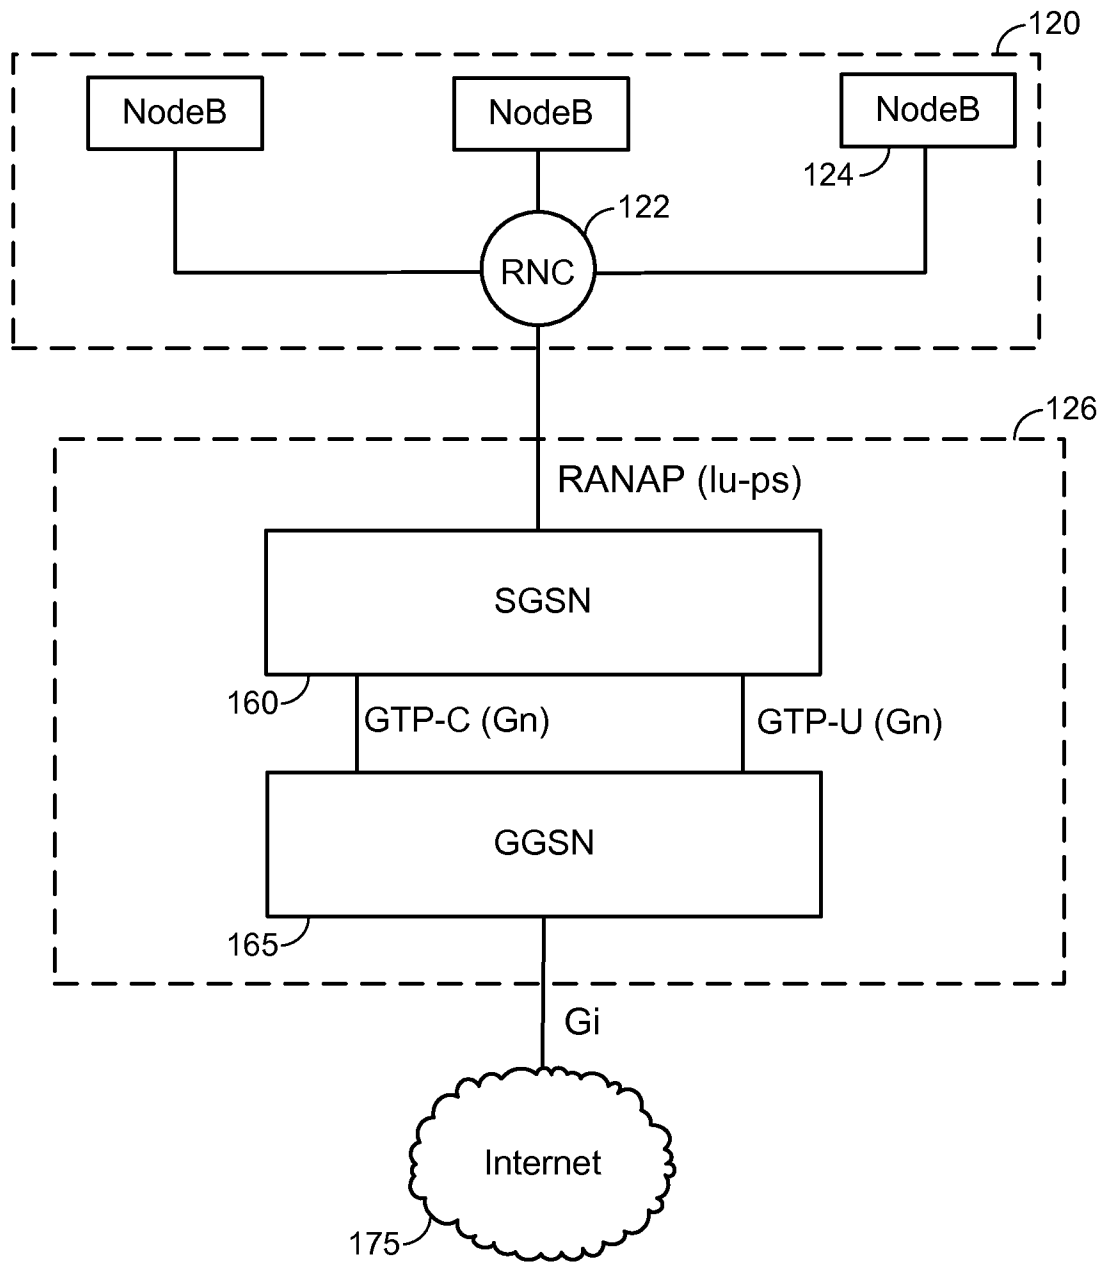 120
NodeB
NodeB
NodeB
124
122
RNC
126
RANAP (lu-ps)
SGSN
160
GTP-C (Gn)
GTP-U (Gn)
GGSN
165
Gi
Internet
175